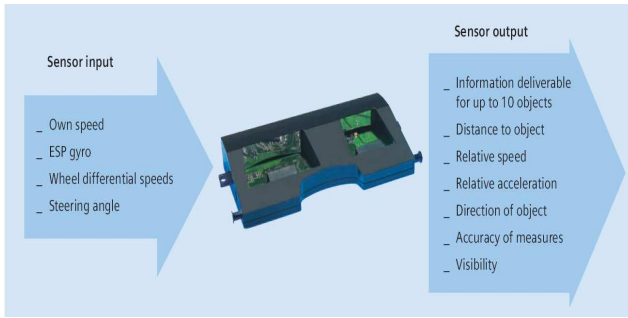 Sensor input
_ Own speed
_ ESP gyro
_ Wheel differential speeds
_ Steering angle
Sensor output
_ Information deliverable
for up to 10 objects
_ Distance to object
_ Relative speed
_ Relative acceleration
_ Direction of object
_ Accuracy of measures
_ Visibility